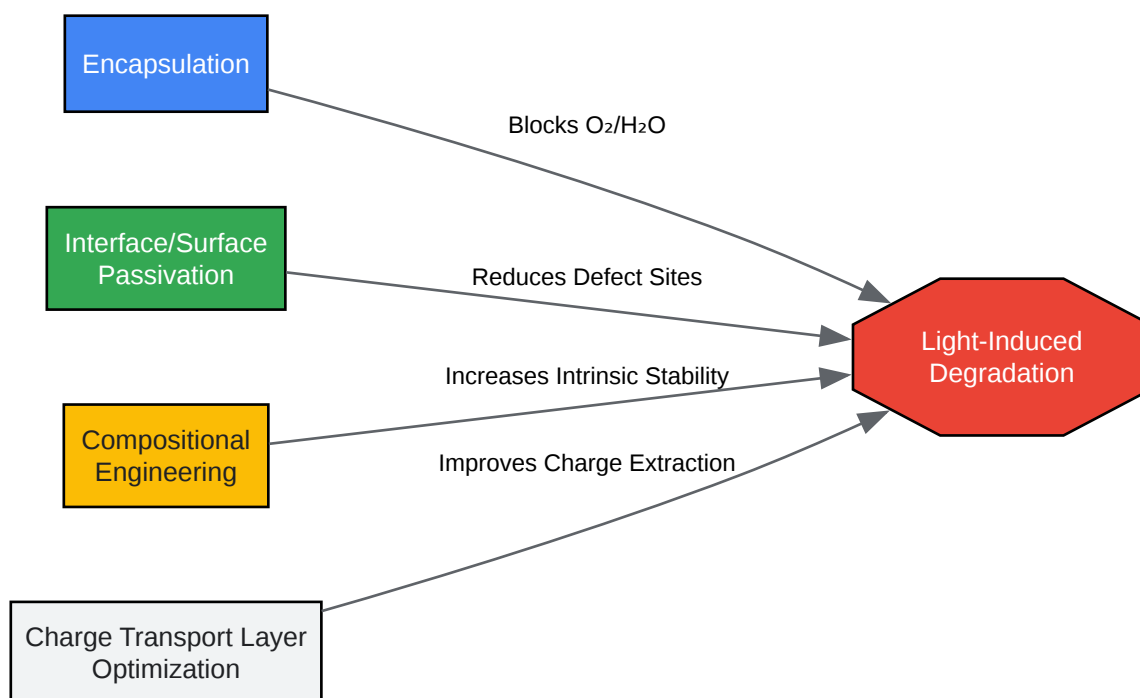 Encapsulation
Blocks O₂/H₂O
Interface/Surface
Passivation
Reduces Defect Sites
Light-Induced
Degradation
Increases Intrinsic Stability
Compositional
Engineering
Improves Charge Extraction
Charge Transport Layer
Optimization